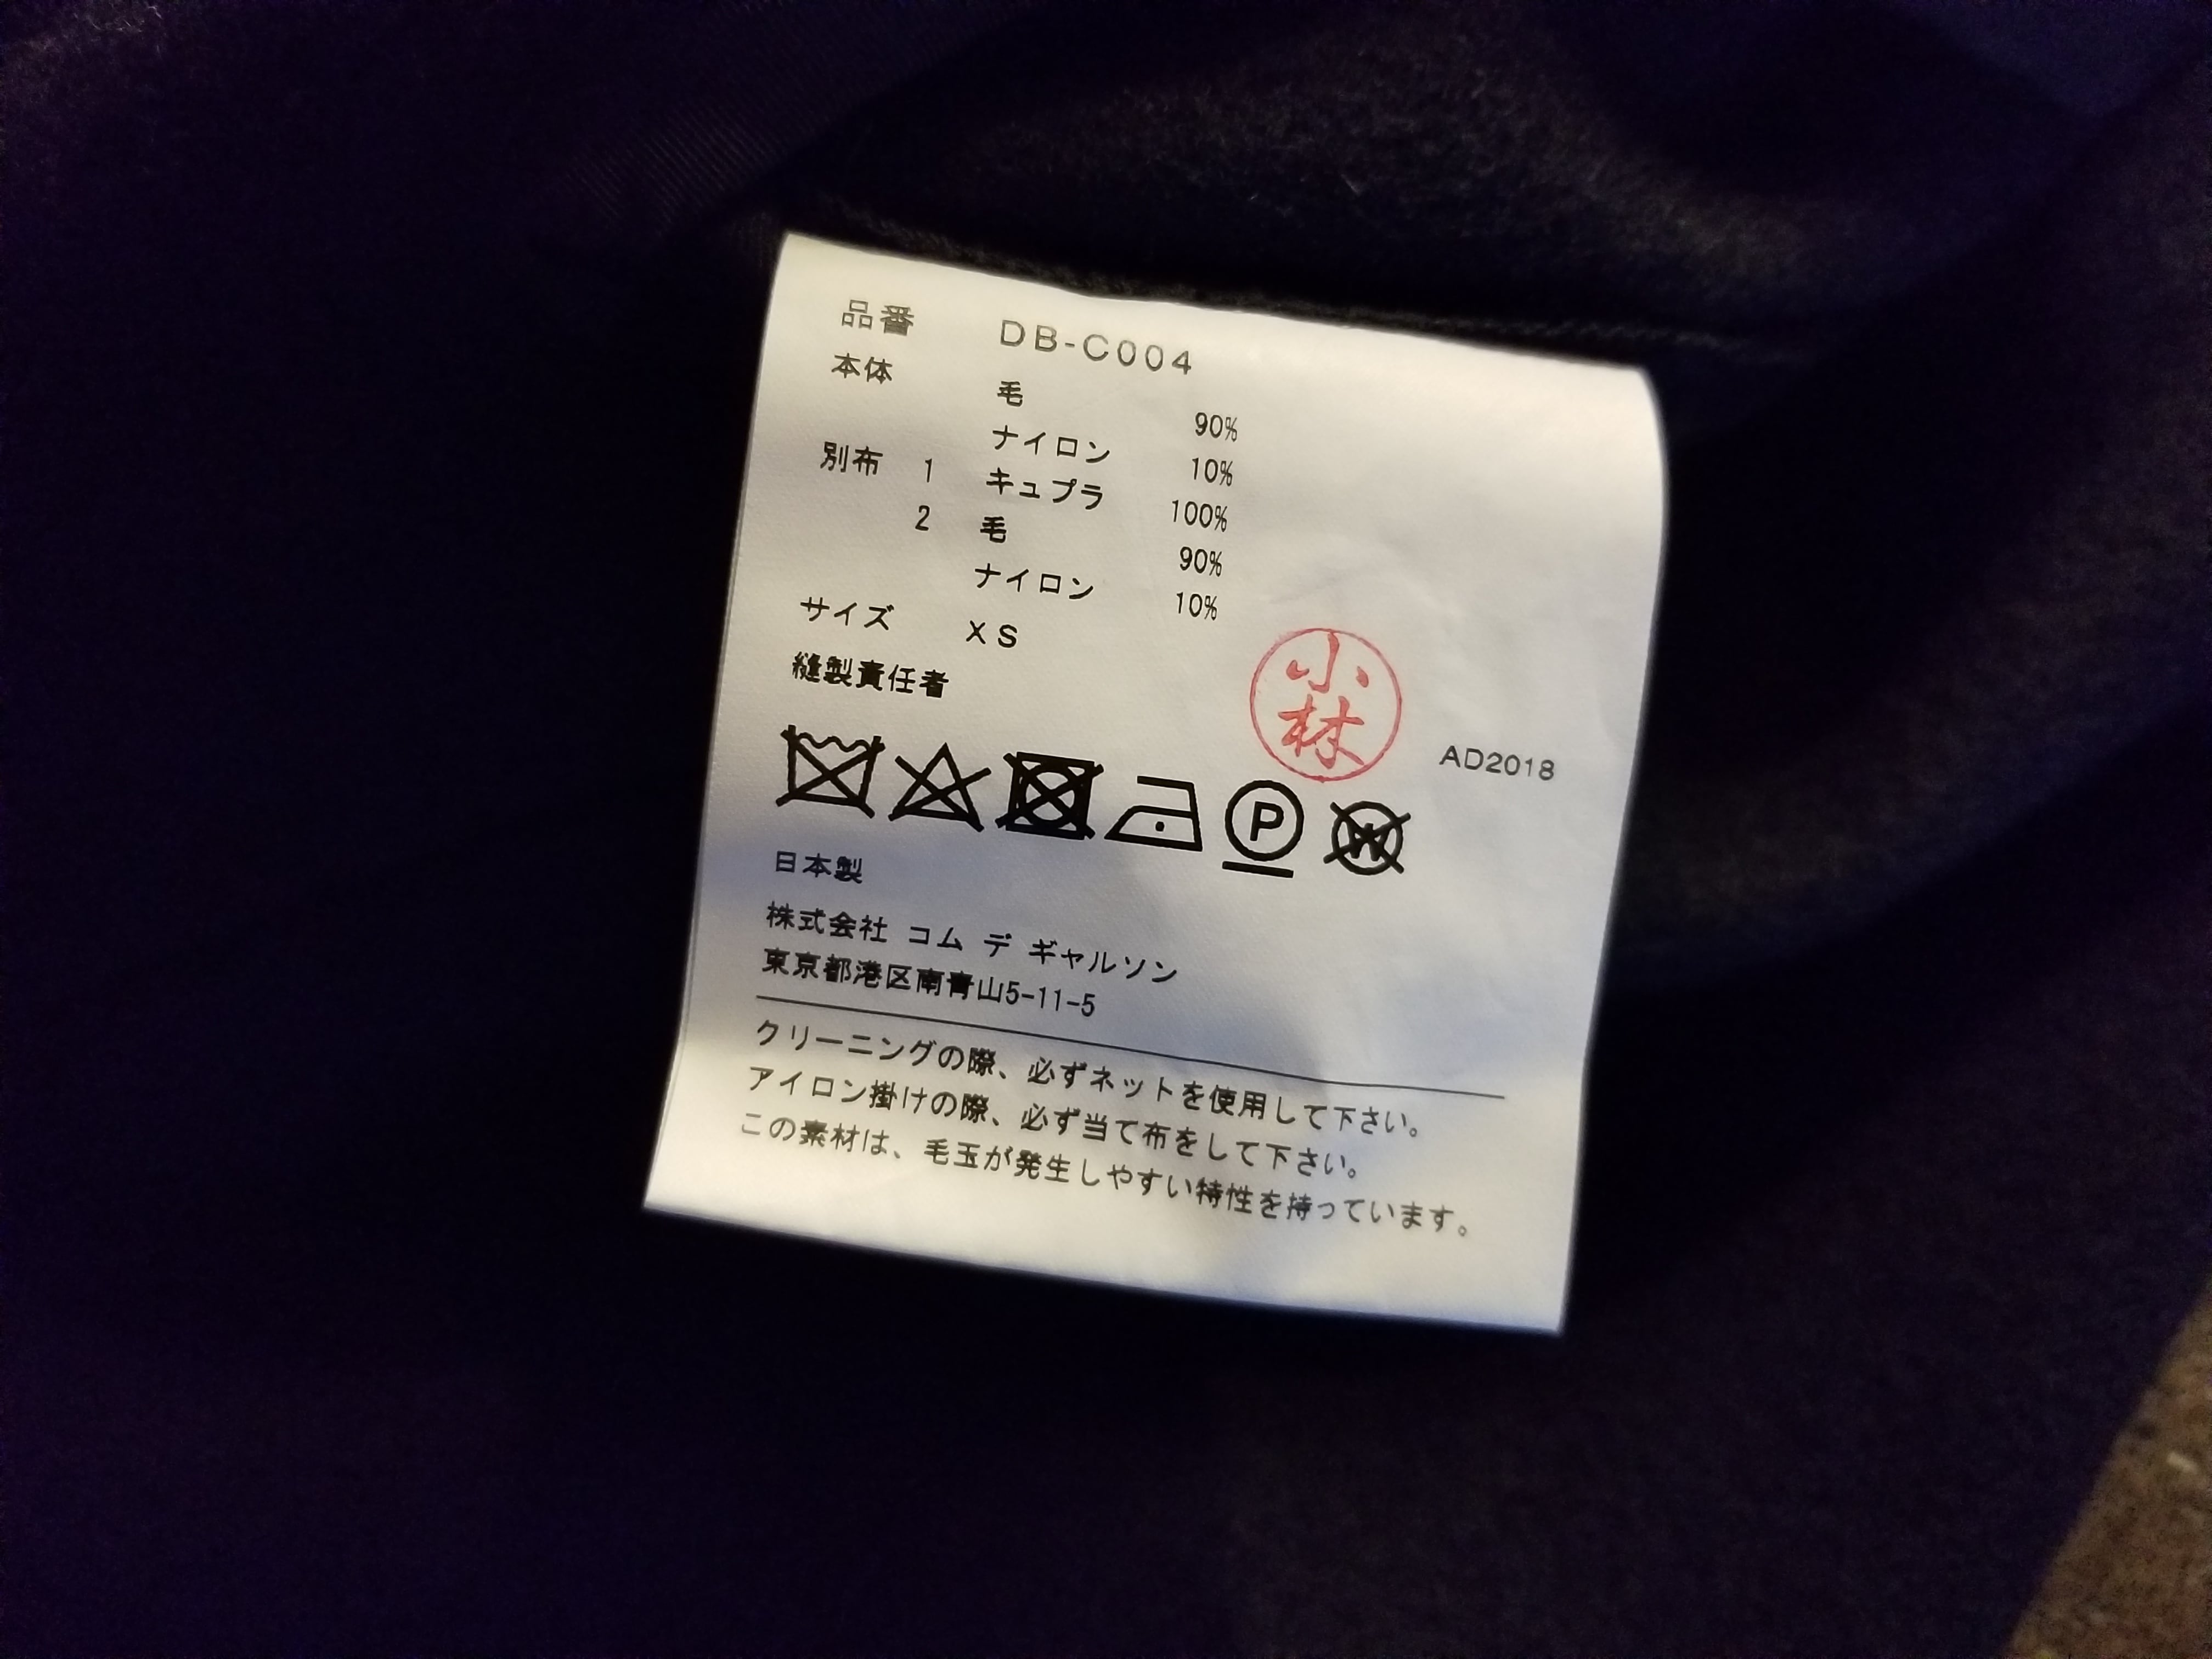 品番 DB-C004
本体 毛 90%
ナイロン 10%
別布 1 キュプラ 100%
2 毛 90%
ナイロン 10%
サイズ XS
縫製責任者
小林
AD2018
P W
日本製
株式会社 コム デ ギャルソン
東京都港区南青山5-11-5
クリーニングの際、必ずネットを使用して下さい。
アイロン掛けの際、必ず当て布をして下さい。
この素材は、毛玉が発生しやすい特性を持っています。